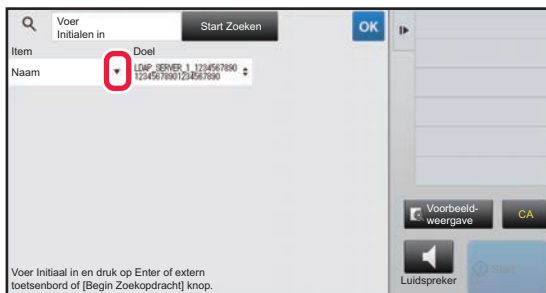 Voer
Initialen in
Start Zoeken
OK
Item
Doel
Naam
LDAP_SERVER_1_1234567890
12345678901234567890
Voorbeeld-
weergave
CA
Luidspreker
Start
Voer Initiaal in en druk op Enter of extern
toetsenbord of [Begin Zoekopdracht] knop.